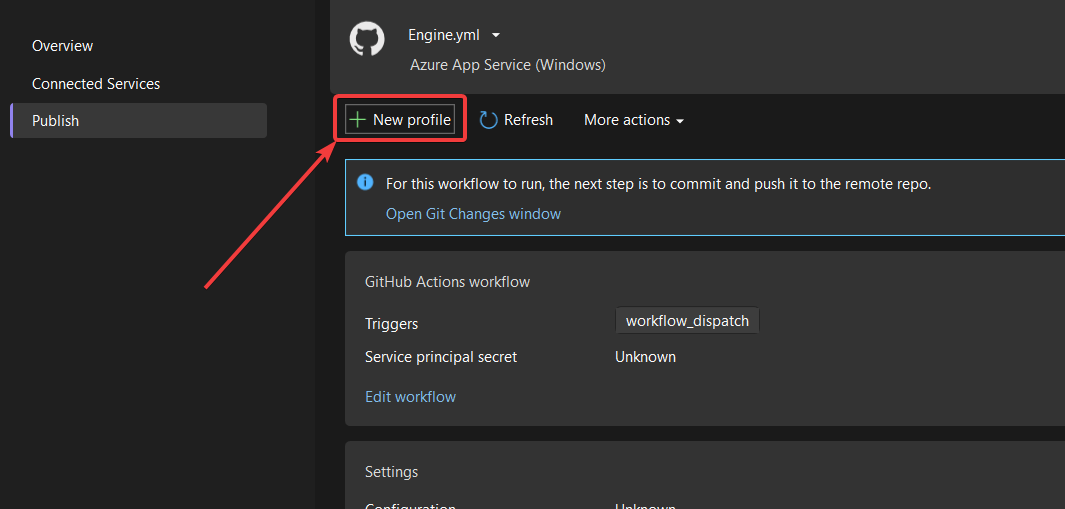 Overview
Connected Services
Publish
Engine.yml
Azure App Service (Windows)
New profile
Refresh
More actions
For this workflow to run, the next step is to commit and push it to the remote repo.
Open Git Changes window
GitHub Actions workflow
Triggers
workflow_dispatch
Service principal secret
Unknown
Edit workflow
Settings
Configuration
Unknown